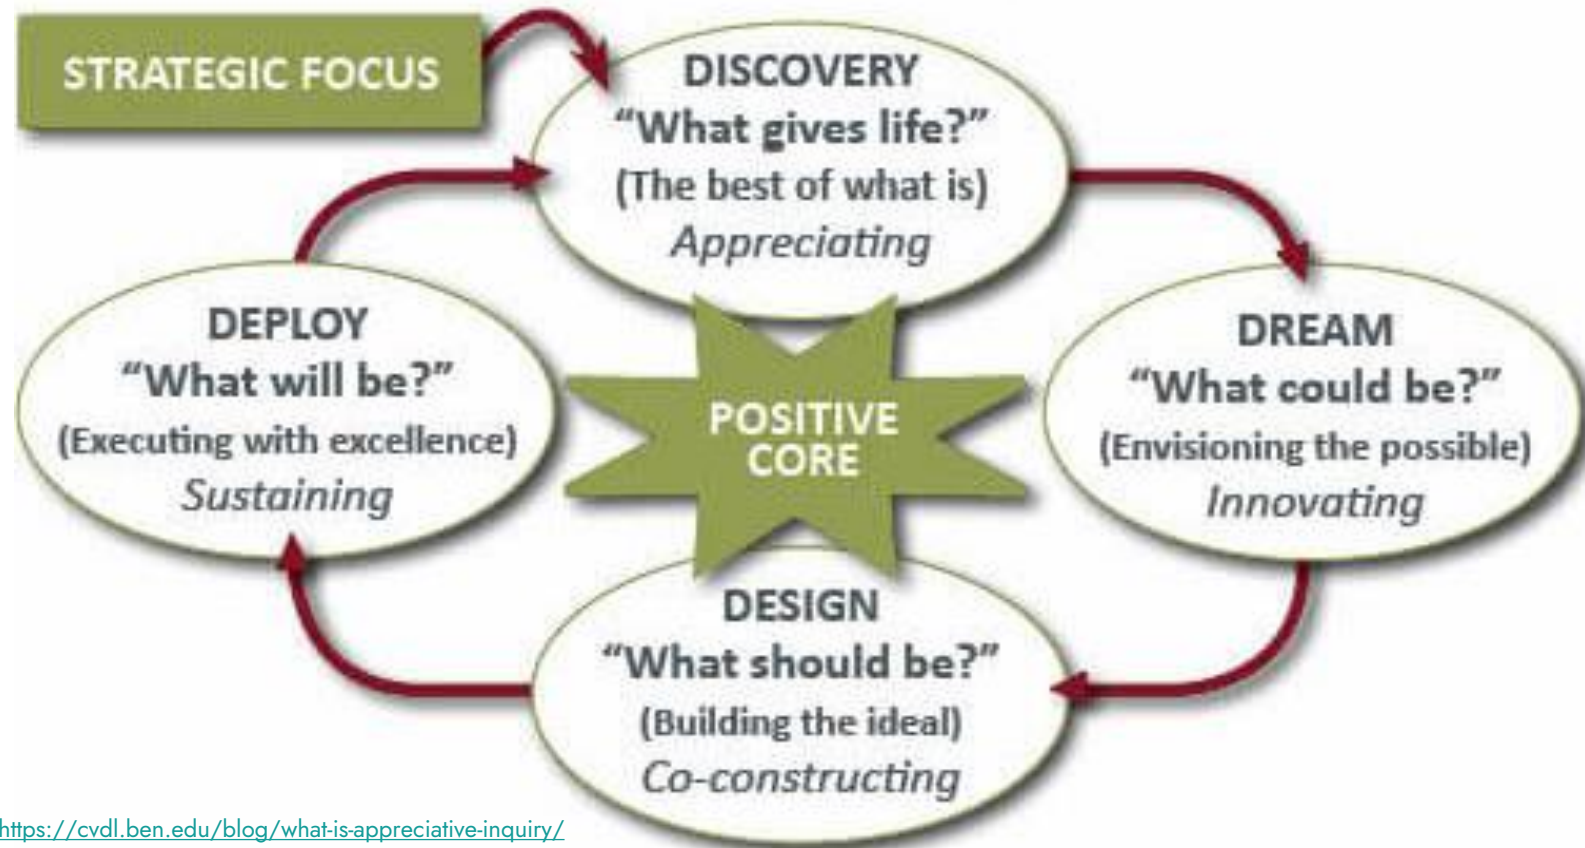 STRATEGIC FOCUS
DISCOVERY
“What gives life?”
(The best of what is)
Appreciating
DREAM
“What could be?”
(Envisioning the possible)
Innovating
DESIGN
“What should be?”
(Building the ideal)
Co-constructing
DEPLOY
“What will be?”
(Executing with excellence)
Sustaining
POSITIVE
CORE
https://cvdl.ben.edu/blog/what-is-appreciative-inquiry/